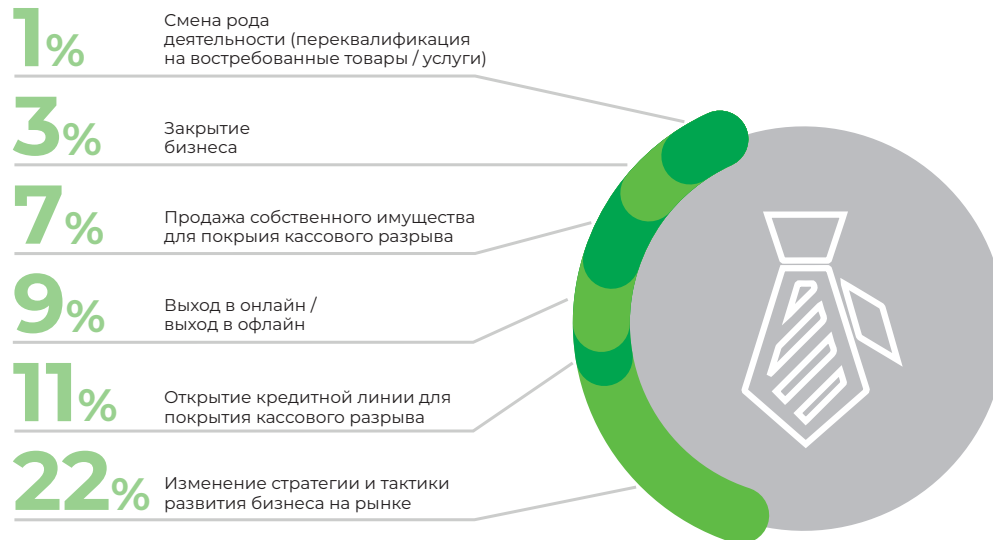 1%
Смена рода
деятельности (переквалификация
на востребованные товары / услуги)
3%
Закрытие
бизнеса
7%
Продажа собственного имущества
для покрыия кассового разрыва
9%
Выход в онлайн /
выход в офлайн
11%
Открытие кредитной линии для
покрытия кассового разрыва
22%
Изменение стратегии и тактики
развития бизнеса на рынке